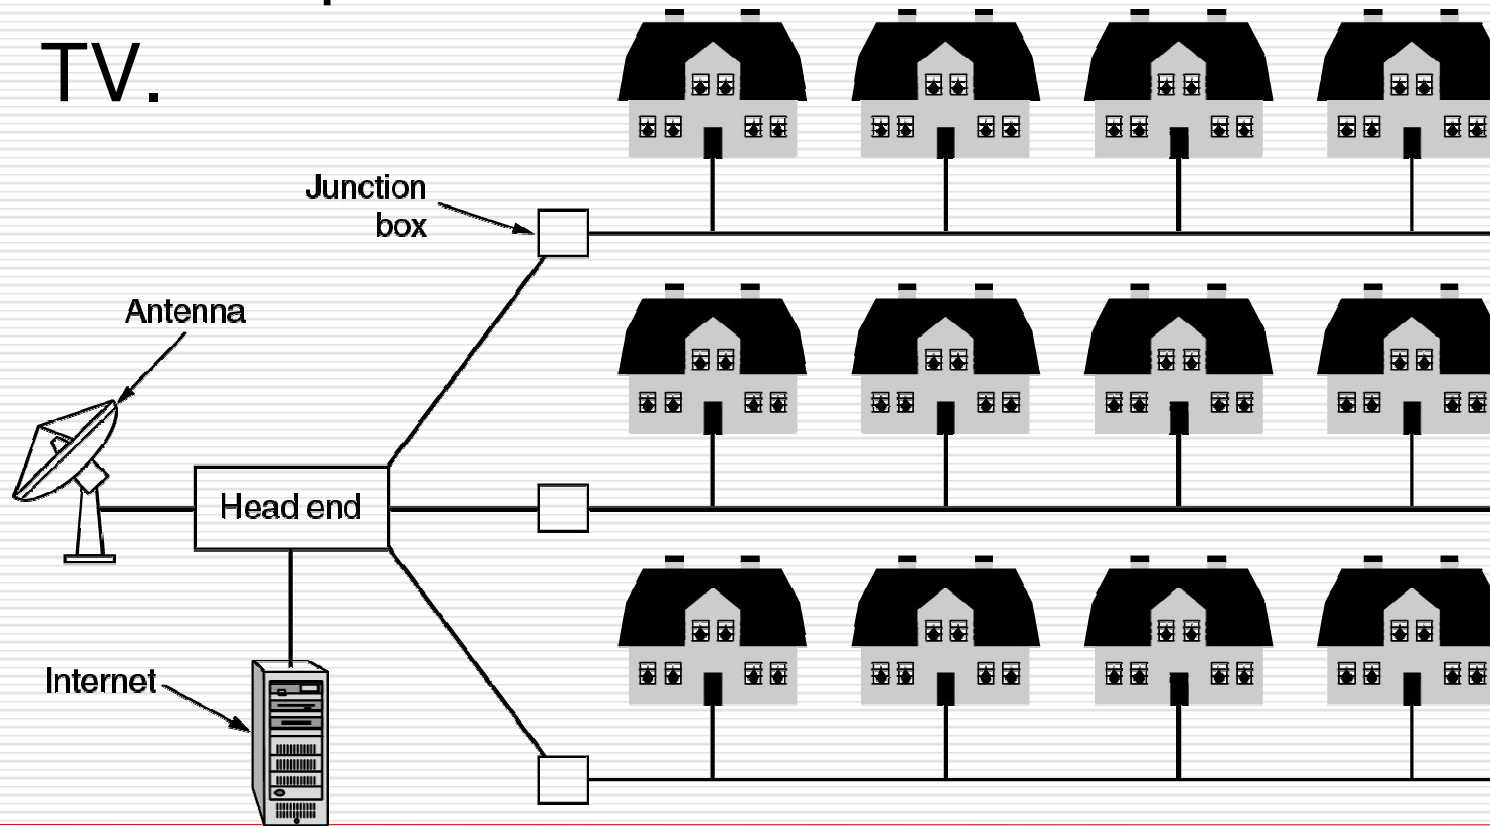 TV.
Junction
box
Antenna
Head end
Internet